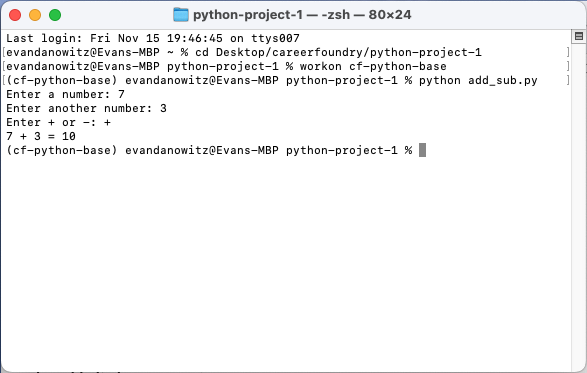 python-project-1 — -zsh — 80×24
Last login: Fri Nov 15 19:46:45 on ttys007
[evandanowitz@Evans-MBP ~ % cd Desktop/careerfoundry/python-project-1 ]
[evandanowitz@Evans-MBP python-project-1 % workon cf-python-base ]
[(cf-python-base) evandanowitz@Evans-MBP python-project-1 % python add_sub.py ]
Enter a number: 7
Enter another number: 3
Enter + or -: +
7 + 3 = 10
(cf-python-base) evandanowitz@Evans-MBP python-project-1 %